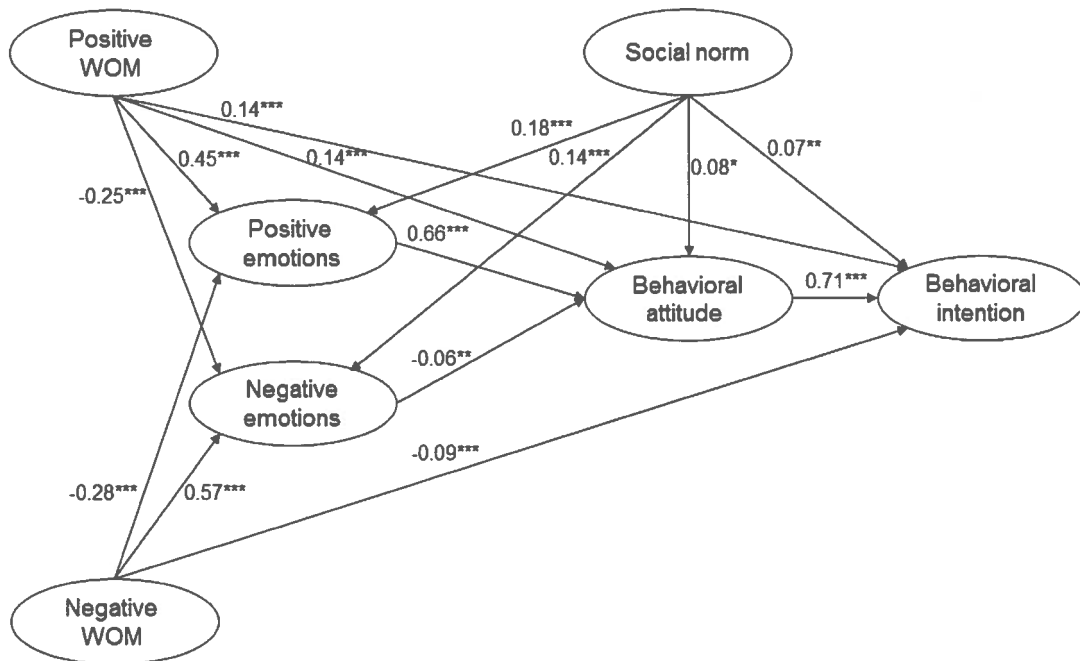 Positive
WOM
Social norm
0.14***
0.18***
0.45***
0.14***
0.14***
0.08*
0.07**
-0.25***
Positive
emotions
0.66***
Behavioral
attitude
0.71***
Behavioral
intention
-0.06**
Negative
emotions
-0.09***
-0.28***
0.57***
Negative
WOM